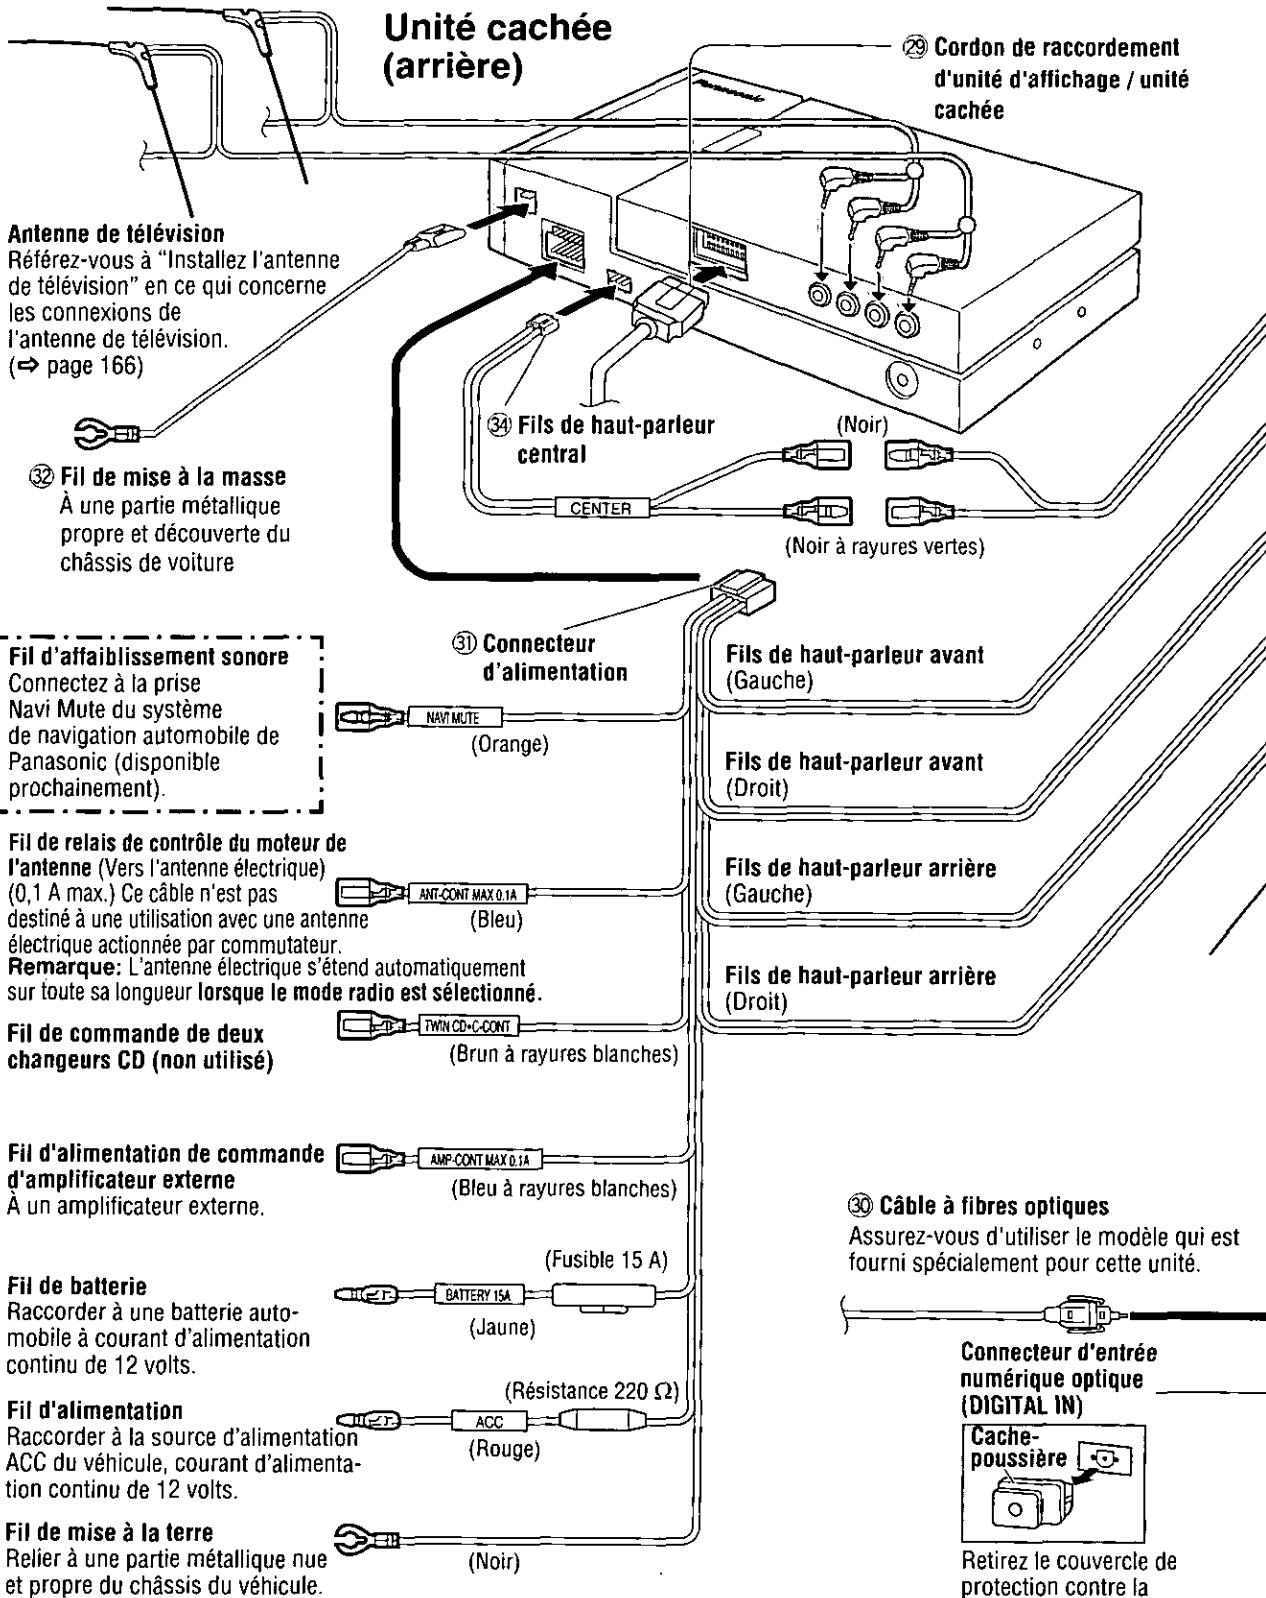 Unité cachée
(arrière)
㉙ Cordon de raccordement
d'unité d'affichage / unité
cachée
Panasonic
Antenne de télévision
Référez-vous à “Installez l'antenne
de télévision” en ce qui concerne
les connexions de
l'antenne de télévision.
(⇨ page 166)
㉞ Fils de haut-parleur
central
(Noir)
㉜ Fil de mise à la masse
À une partie métallique
propre et découverte du
châssis de voiture
CENTER
(Noir à rayures vertes)
㉛ Connecteur
d'alimentation
Fil d'affaiblissement sonore
Connectez à la prise
Navi Mute du système
de navigation automobile de
Panasonic (disponible
prochainement).
NAVI MUTE
(Orange)
Fils de haut-parleur avant
(Gauche)
Fils de haut-parleur avant
(Droit)
Fil de relais de contrôle du moteur de
l'antenne (Vers l'antenne électrique)
(0,1 A max.) Ce câble n'est pas
destiné à une utilisation avec une antenne
électrique actionnée par commutateur.
Remarque: L'antenne électrique s'étend automatiquement
sur toute sa longueur lorsque le mode radio est sélectionné.
ANT-CONT MAX 0.1A
(Bleu)
Fils de haut-parleur arrière
(Gauche)
Fils de haut-parleur arrière
(Droit)
Fil de commande de deux
changeurs CD (non utilisé)
TWIN CD•C-CONT
(Brun à rayures blanches)
Fil d'alimentation de commande
d'amplificateur externe
À un amplificateur externe.
AMP-CONT MAX 0.1A
(Bleu à rayures blanches)
㉚ Câble à fibres optiques
Assurez-vous d'utiliser le modèle qui est
fourni spécialement pour cette unité.
(Fusible 15 A)
Fil de batterie
Raccorder à une batterie auto-
mobile à courant d'alimentation
continu de 12 volts.
BATTERY 15A
(Jaune)
Connecteur d'entrée
numérique optique
(DIGITAL IN)
(Résistance 220 Ω)
Fil d'alimentation
Raccorder à la source d'alimentation
ACC du véhicule, courant d'alimenta-
tion continu de 12 volts.
ACC
(Rouge)
Cache-
poussière
Fil de mise à la terre
Relier à une partie métallique nue
et propre du châssis du véhicule.
(Noir)
Retirez le couvercle de
protection contre la